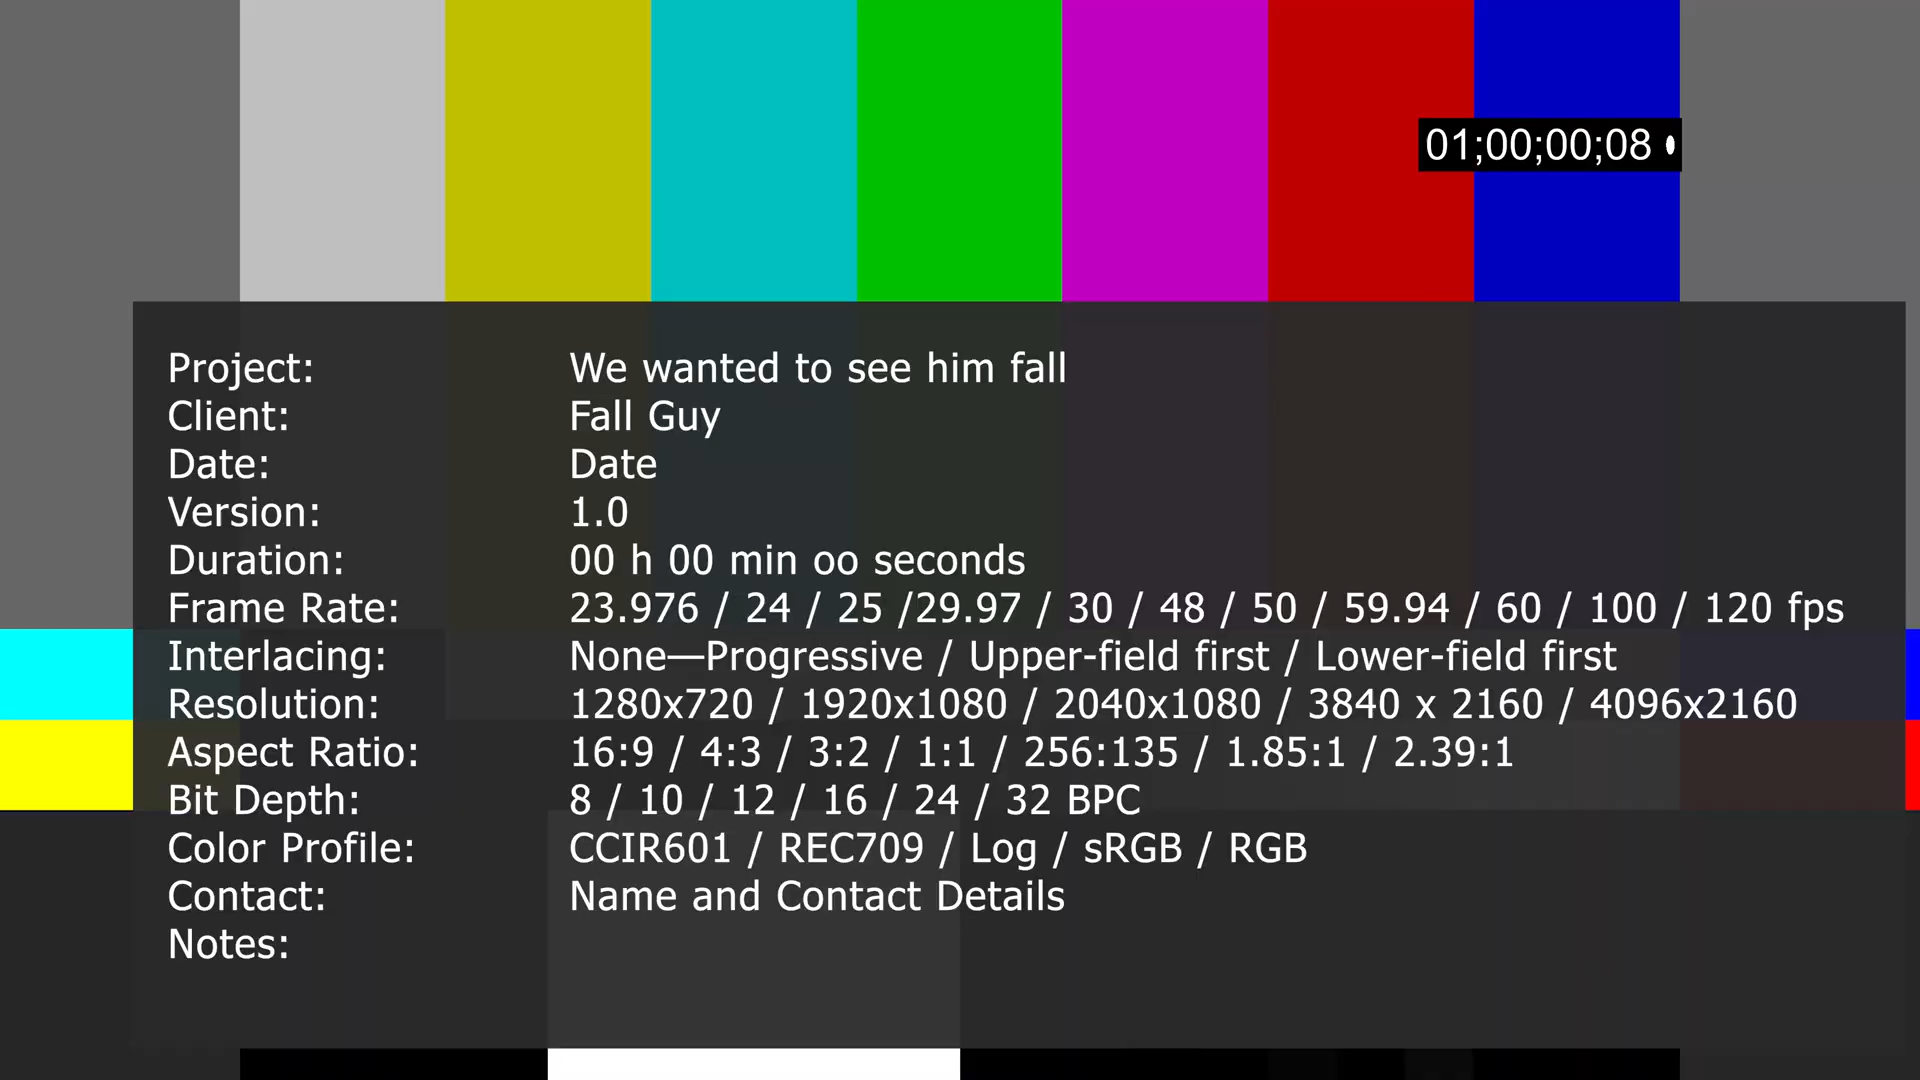 01;00;00;08
Project: We wanted to see him fall
Client: Fall Guy
Date: Date
Version: 1.0
Duration: 00 h 00 min oo seconds
Frame Rate: 23.976 / 24 / 25 /29.97 / 30 / 48 / 50 / 59.94 / 60 / 100 / 120 fps
Interlacing: None—Progressive / Upper-field first / Lower-field first
Resolution: 1280x720 / 1920x1080 / 2040x1080 / 3840 x 2160 / 4096x2160
Aspect Ratio: 16:9 / 4:3 / 3:2 / 1:1 / 256:135 / 1.85:1 / 2.39:1
Bit Depth: 8 / 10 / 12 / 16 / 24 / 32 BPC
Color Profile: CCIR601 / REC709 / Log / sRGB / RGB
Contact: Name and Contact Details
Notes: